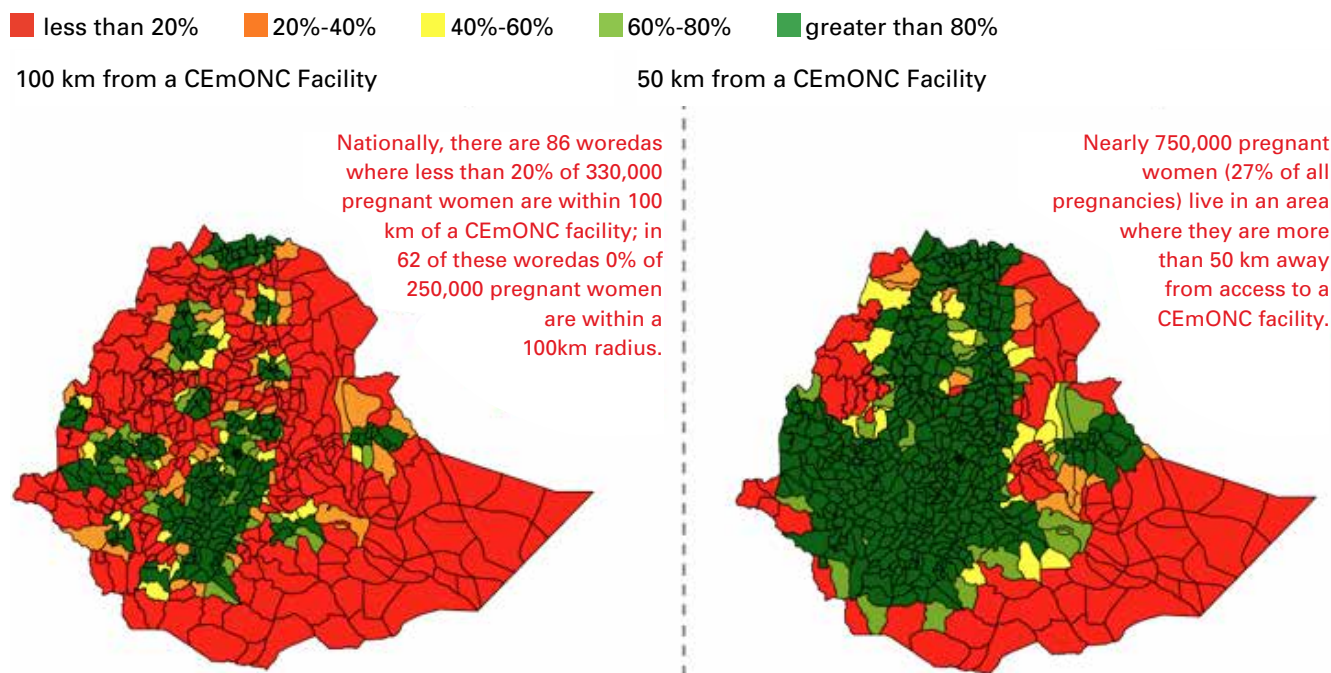 less than 20% 20%-40% 40%-60% 60%-80% greater than 80%
100 km from a CEmONC Facility
Nationally, there are 86 woredas
where less than 20% of 330,000
pregnant women are within 100
km of a CEmONC facility; in
62 of these woredas 0% of
250,000 pregnant women
are within a
100km radius.
50 km from a CEmONC Facility
Nearly 750,000 pregnant
women (27% of all
pregnancies) live in an area
where they are more
than 50 km away
from access to a
CEmONC facility.